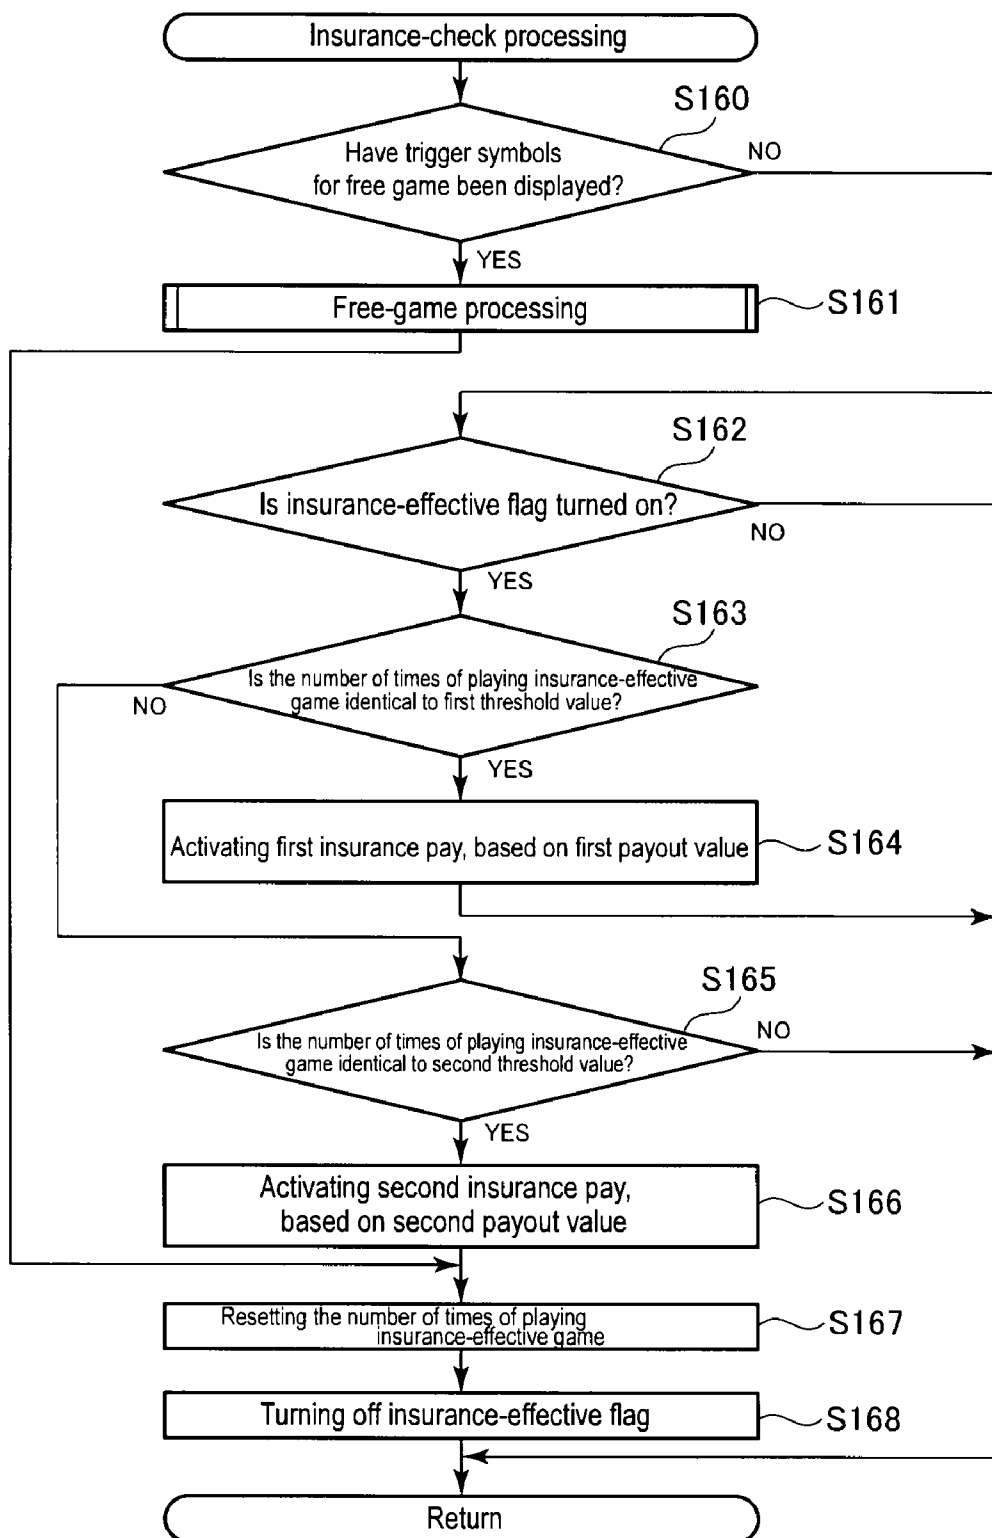 Insurance-check processing
S160
Have trigger symbols
for free game been displayed?
NO
YES
Free-game processing
S161
S162
Is insurance-effective flag turned on?
NO
YES
S163
Is the number of times of playing insurance-effective
game identical to first threshold value?
NO
YES
Activating first insurance pay, based on first payout value
S164
S165
Is the number of times of playing insurance-effective
game identical to second threshold value?
NO
YES
Activating second insurance pay,
based on second payout value
S166
Resetting the number of times of playing
insurance-effective game
S167
Turning off insurance-effective flag
S168
Return